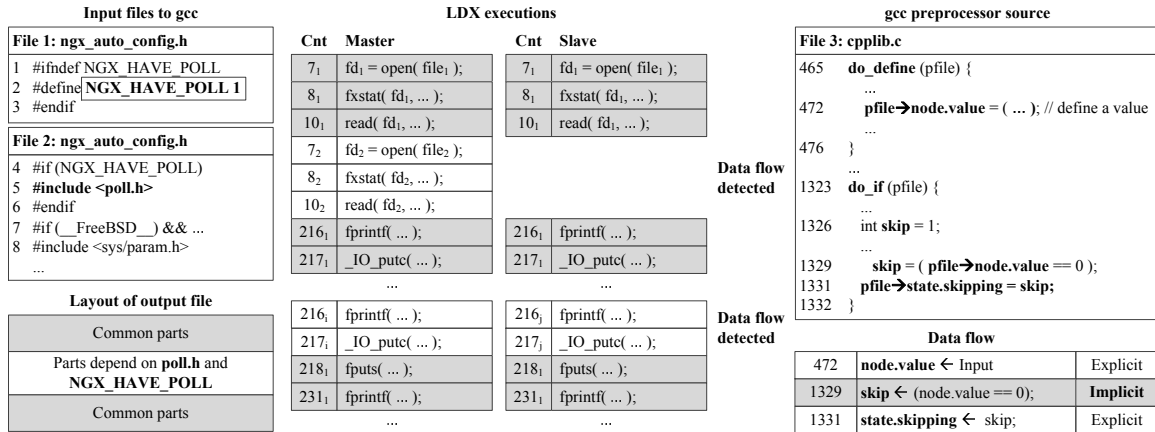 Input files to gcc
File 1: ngx_auto_config.h
1 #ifndef NGX_HAVE_POLL
2 #define NGX_HAVE_POLL 1
3 #endif
File 2: ngx_auto_config.h
4 #if (NGX_HAVE_POLL)
5 #include <poll.h>
6 #endif
7 #if (__FreeBSD__) && ...
8 #include <sys/param.h>
...
Layout of output file
Common parts
Parts depend on poll.h and
NGX_HAVE_POLL
Common parts
LDX executions
Cnt Master Cnt Slave
7₁ fd₁ = open( file₁ ); 7₁ fd₁ = open( file₁ );
8₁ fxstat( fd₁, ... ); 8₁ fxstat( fd₁, ... );
10₁ read( fd₁, ... ); 10₁ read( fd₁, ... );
7₂ fd₂ = open( file₂ );
8₂ fxstat( fd₂, ... );
10₂ read( fd₂, ... );
Data flow
detected
216₁ fprintf( ... ); 216₁ fprintf( ... );
217₁ _IO_putc( ... ); 217₁ _IO_putc( ... );
... ...
216ᵢ fprintf( ... ); 216ⱼ fprintf( ... );
217ᵢ _IO_putc( ... ); 217ⱼ _IO_putc( ... );
Data flow
detected
218₁ fputs( ... ); 218₁ fputs( ... );
231₁ fprintf( ... ); 231₁ fprintf( ... );
... ...
gcc preprocessor source
File 3: cpplib.c
465 do_define (pfile) {
...
472 pfile→node.value = ( ... ); // define a value
...
476 }
...
1323 do_if (pfile) {
...
1326 int skip = 1;
...
1329 skip = ( pfile→node.value == 0 );
1331 pfile→state.skipping = skip;
1332 }
Data flow
472 node.value ← Input Explicit
1329 skip ← (node.value == 0); Implicit
1331 state.skipping ← skip; Explicit